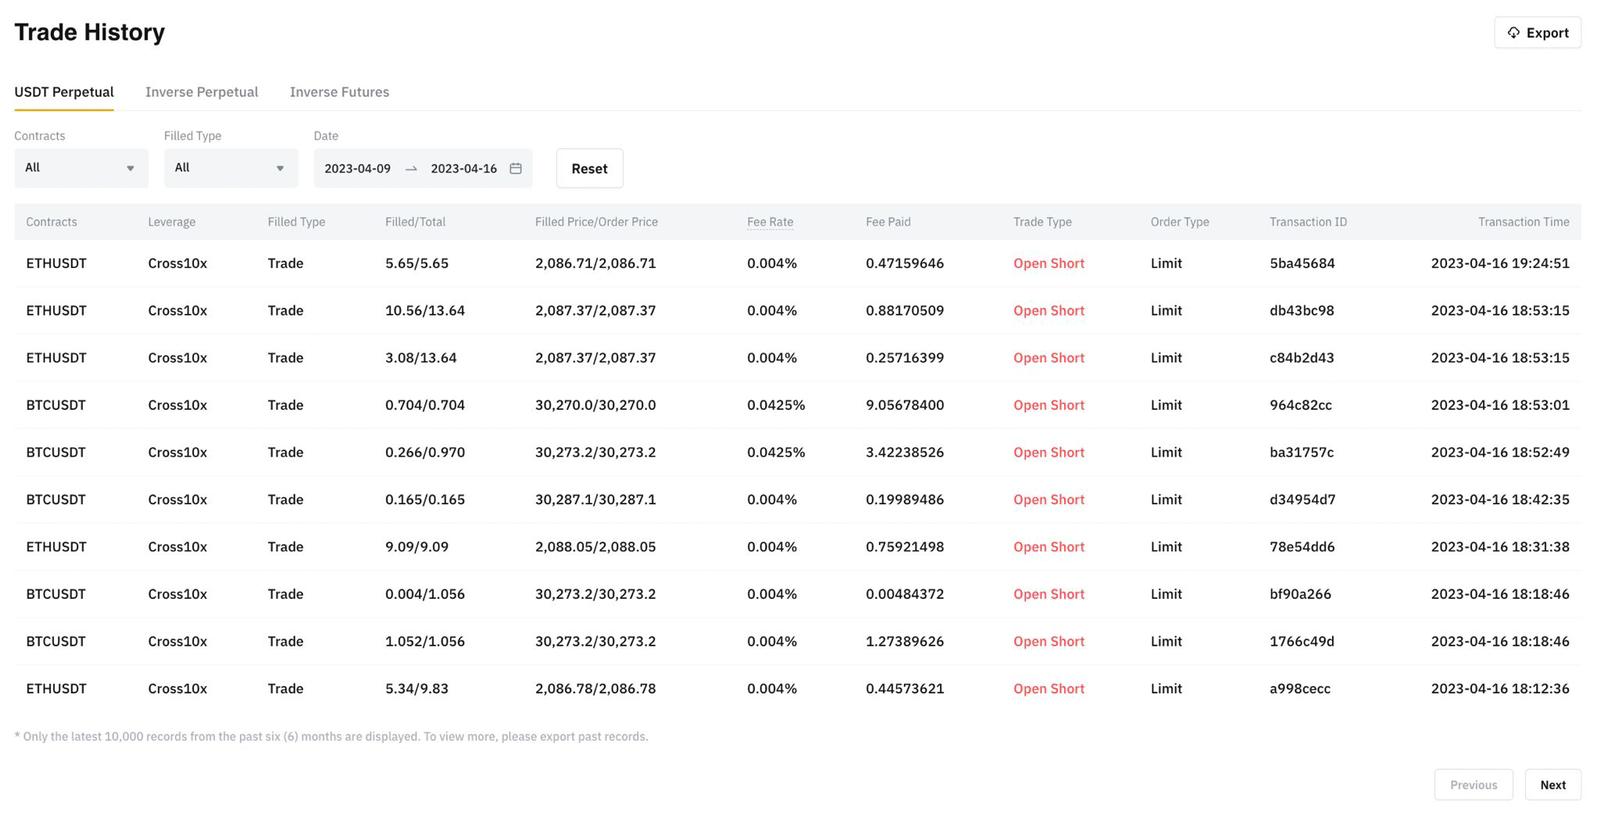 Trade History
Export
USDT Perpetual Inverse Perpetual Inverse Futures
Contracts Filled Type Date
All All 2023-04-09 → 2023-04-16 Reset
Contracts Leverage Filled Type Filled/Total Filled Price/Order Price Fee Rate Fee Paid Trade Type Order Type Transaction ID Transaction Time
ETHUSDT Cross10x Trade 5.65/5.65 2,086.71/2,086.71 0.004% 0.47159646 Open Short Limit 5ba45684 2023-04-16 19:24:51
ETHUSDT Cross10x Trade 10.56/13.64 2,087.37/2,087.37 0.004% 0.88170509 Open Short Limit db43bc98 2023-04-16 18:53:15
ETHUSDT Cross10x Trade 3.08/13.64 2,087.37/2,087.37 0.004% 0.25716399 Open Short Limit c84b2d43 2023-04-16 18:53:15
BTCUSDT Cross10x Trade 0.704/0.704 30,270.0/30,270.0 0.0425% 9.05678400 Open Short Limit 964c82cc 2023-04-16 18:53:01
BTCUSDT Cross10x Trade 0.266/0.970 30,273.2/30,273.2 0.0425% 3.42238526 Open Short Limit ba31757c 2023-04-16 18:52:49
BTCUSDT Cross10x Trade 0.165/0.165 30,287.1/30,287.1 0.004% 0.19989486 Open Short Limit d34954d7 2023-04-16 18:42:35
ETHUSDT Cross10x Trade 9.09/9.09 2,088.05/2,088.05 0.004% 0.75921498 Open Short Limit 78e54dd6 2023-04-16 18:31:38
BTCUSDT Cross10x Trade 0.004/1.056 30,273.2/30,273.2 0.004% 0.00484372 Open Short Limit bf90a266 2023-04-16 18:18:46
BTCUSDT Cross10x Trade 1.052/1.056 30,273.2/30,273.2 0.004% 1.27389626 Open Short Limit 1766c49d 2023-04-16 18:18:46
ETHUSDT Cross10x Trade 5.34/9.83 2,086.78/2,086.78 0.004% 0.44573621 Open Short Limit a998cecc 2023-04-16 18:12:36
* Only the latest 10,000 records from the past six (6) months are displayed. To view more, please export past records.
Previous Next